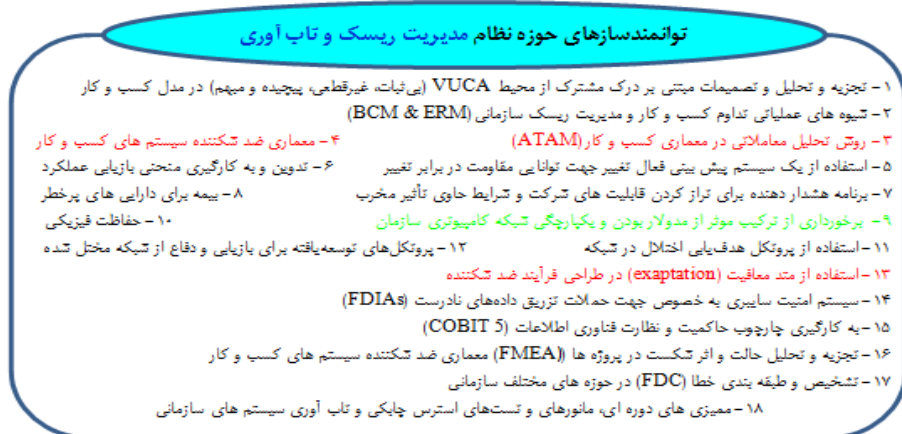 توانمندسازهای حوزه نظام مدیریت ریسک و تاب آوری
۱- تجزیه و تحلیل و تصمیمات مبتنی بر درک مشترک از محیط VUCA (بی‌ثبات، غیرقطعی، پیچیده و مبهم) در مدل کسب و کار
۲- شیوه های عملیاتی تداوم کسب و کار و مدیریت ریسک سازمانی (BCM & ERM)
۳- روش تحلیل معاملاتی در معماری کسب و کار (ATAM) ۴- معماری ضد شکننده سیستم های کسب و کار
۵- استفاده از یک سیستم پیش بینی فعال تغییر جهت توانایی مقاومت در برابر تغییر ۶- تدوین و به کارگیری منحنی بازیابی عملکرد
۷- برنامه هشدار دهنده برای تراز کردن قابلیت های شرکت و شرایط حاوی تأثیر مخرب ۸- بیمه برای دارایی های پرخطر
۹- برخورداری از ترکیب موثر از مدولار بودن و یکپارچگی شبکه کامپیوتری سازمان ۱۰- حفاظت فیزیکی
۱۱- استفاده از پروتکل هدف‌یابی اختلال در شبکه ۱۲- پروتکل‌های توسعه‌یافته برای بازیابی و دفاع از شبکه مختل شده
۱۳- استفاده از متد معاقبت (exaptation) در طراحی فرآیند ضد شکننده
۱۴- سیستم امنیت سایبری به خصوص جهت حملات تزریق داده‌های نادرست (FDIAs)
۱۵- به کارگیری چارچوب حاکمیت و نظارت فناوری اطلاعات (COBIT 5)
۱۶- تجزیه و تحلیل حالت و اثر شکست در پروژه ها (FMEA)) معماری ضد شکننده سیستم های کسب و کار
۱۷- تشخیص و طبقه بندی خطا (FDC) در حوزه های مختلف سازمانی
۱۸- ممیزی های دوره ای، مانورهای و تست‌های استرس چابکی و تاب آوری سیستم های سازمانی